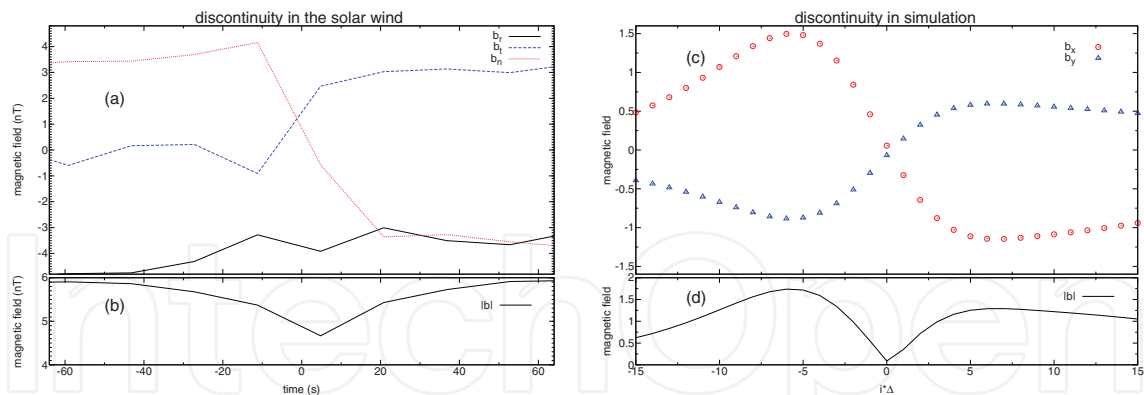 discontinuity in the solar wind
magnetic field (nT)
4
3
2
1
0
-1
-2
-3
-4
(a)
b_r
b_t
b_n
magnetic field (nT)
6
5
4
(b)
|b|
-60 -40 -20 0 20 40 60
time (s)
discontinuity in simulation
magnetic field
1.5
1
0.5
0
-0.5
-1
-1.5
(c)
b_x
b_y
magnetic field
2
1.5
1
0.5
0
(d)
|b|
-15 -10 -5 0 5 10 15
i*Δ
IntechOpen